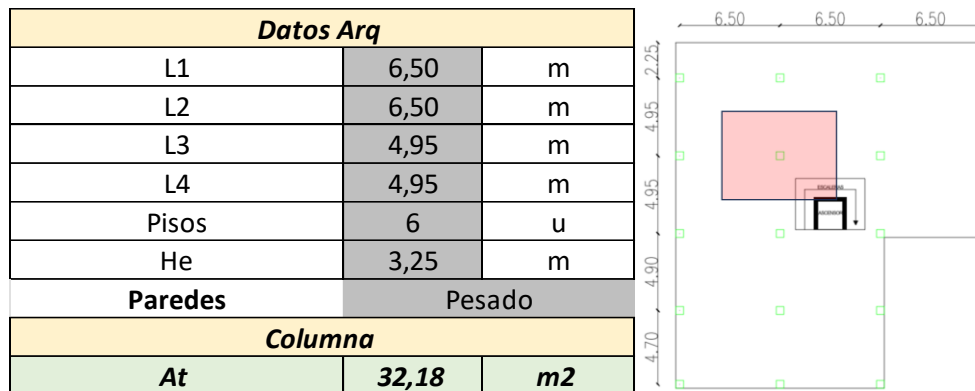 Datos Arq
L1 6,50 m
L2 6,50 m
L3 4,95 m
L4 4,95 m
Pisos 6 u
He 3,25 m
Paredes Pesado
Columna
At 32,18 m2
6.50 6.50 6.50
2.25
4.95
4.95
4.90
4.70
ESCALERAS
ASCENSOR